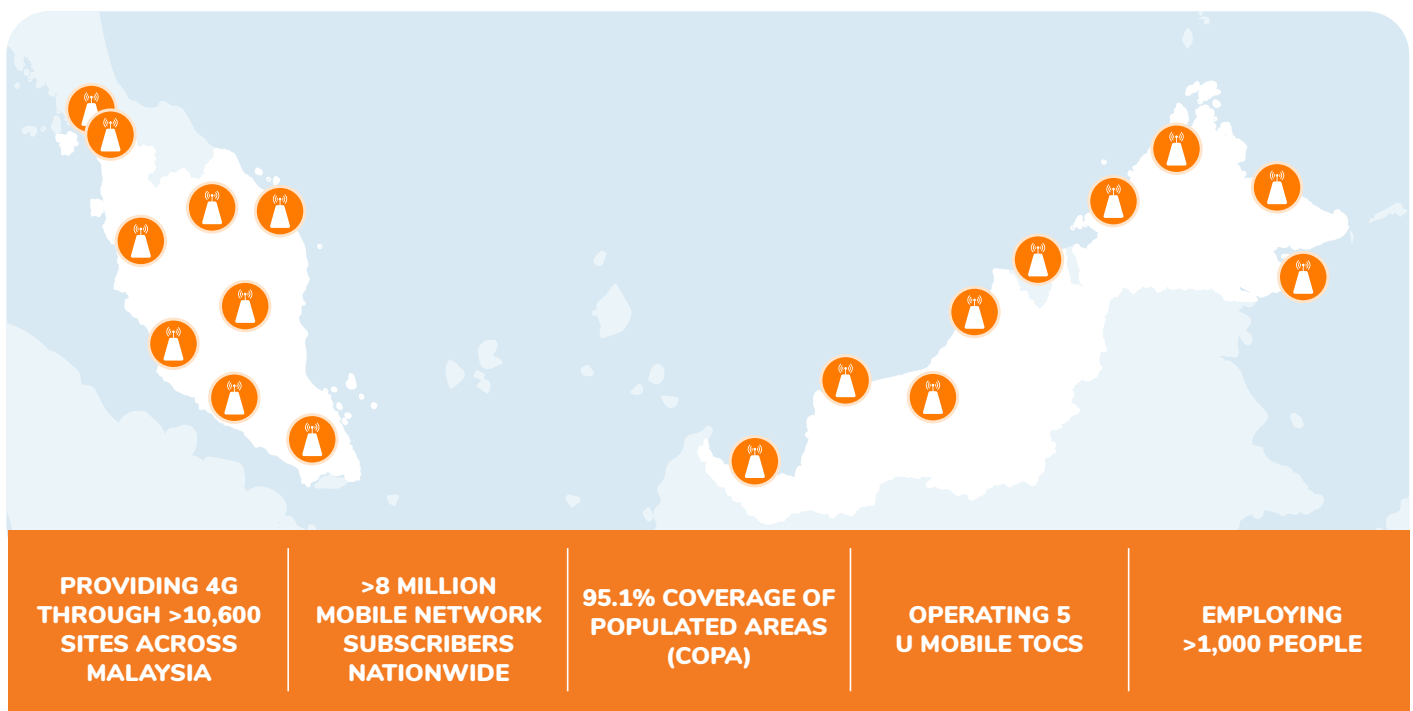 PROVIDING 4G
THROUGH >10,600
SITES ACROSS
MALAYSIA
>8 MILLION
MOBILE NETWORK
SUBSCRIBERS
NATIONWIDE
95.1% COVERAGE OF
POPULATED AREAS
(COPA)
OPERATING 5
U MOBILE TOCS
EMPLOYING
>1,000 PEOPLE